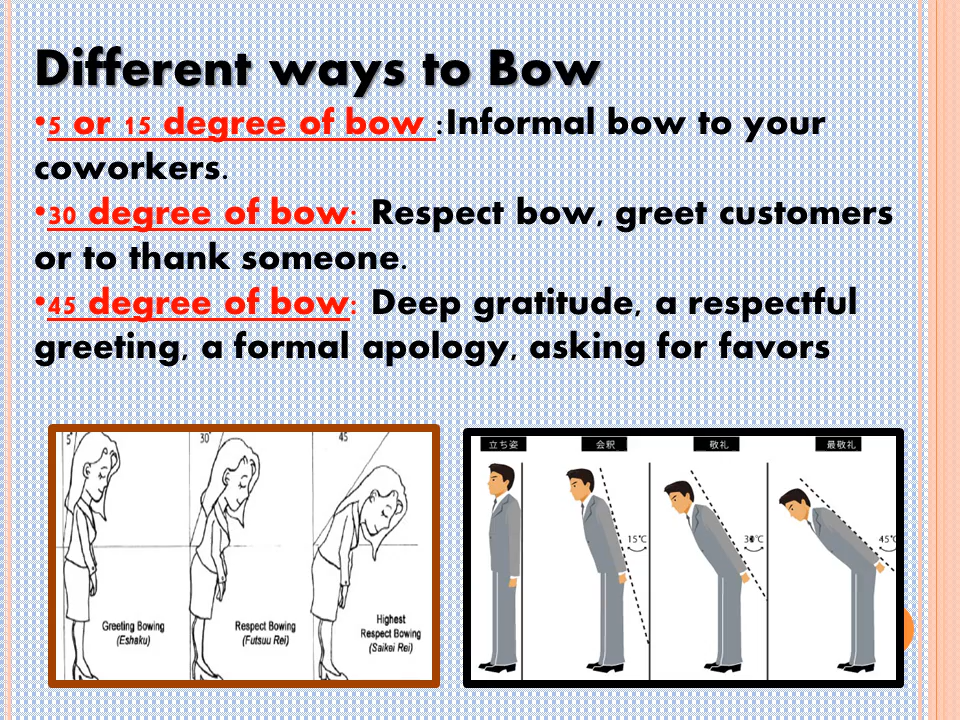 Different ways to Bow
•5 or 15 degree of bow :Informal bow to your
coworkers.
•30 degree of bow: Respect bow, greet customers
or to thank someone.
•45 degree of bow: Deep gratitude, a respectful
greeting, a formal apology, asking for favors
5°
30°
45
Greeting Bowing
(Eshaku)
Respect Bowing
(Futsuu Rei)
Highest
Respect Bowing
(Saikei Rei)
立ち姿
会釈
敬礼
最敬礼
15℃
30℃
45℃